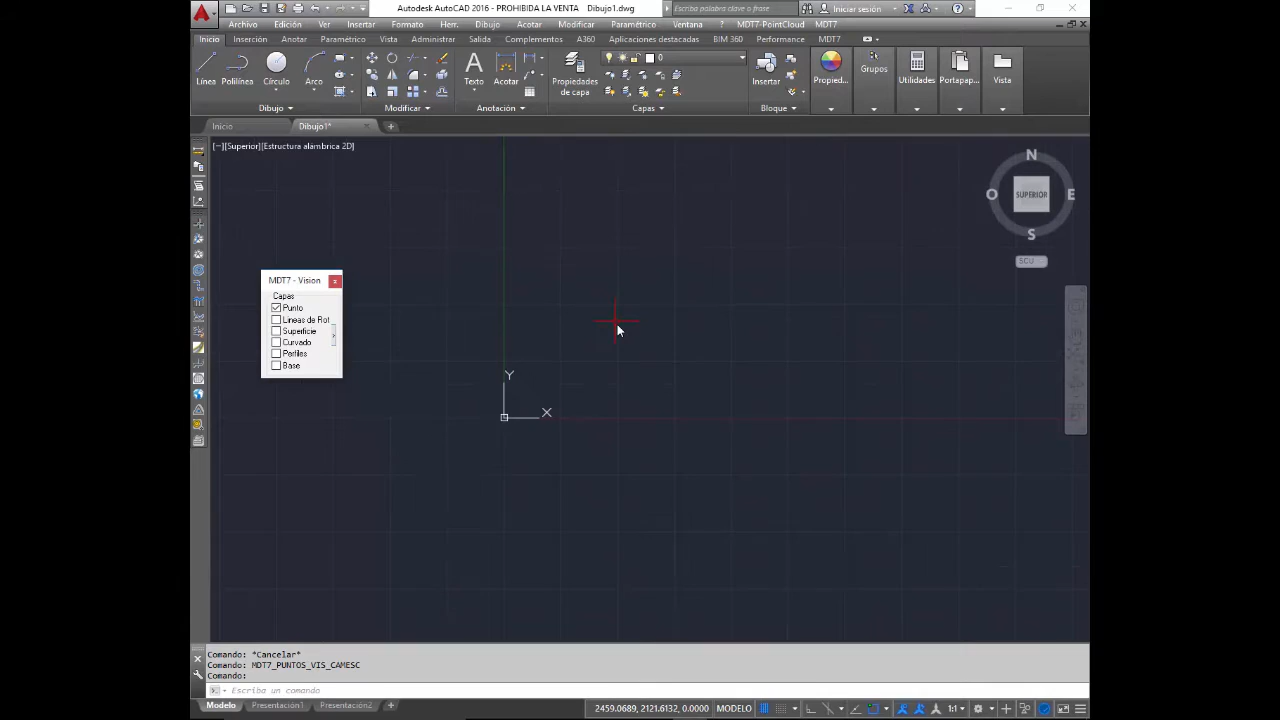 Autodesk AutoCAD 2016 - PROHIBIDA LA VENTA Dibujo1.dwg
Escriba palabra clave o frase
Iniciar sesión
Archivo Edición Ver Insertar Formato Herr. Dibujo Acotar Modificar Paramétrico Ventana ? MDT7-PointCloud MDT7
Inicio Inserción Anotar Paramétrico Vista Administrar Salida Complementos A360 Aplicaciones destacadas BIM 360 Performance MDT7
Línea Polilínea Círculo Arco
Texto Acotar
Propiedades de capa
0
Insertar
Propied... Grupos Utilidades Portapap... Vista
Dibujo Modificar Anotación Capas Bloque
Inicio Dibujo1*
[−][Superior][Estructura alámbrica 2D]
N
O SUPERIOR E
S
SCU
MDT7 - Vision
Capas
Punto
Lineas de Rot
Superficie
Curvado
Perfiles
Base
Y
X
Comando: *Cancelar*
Comando: MDT7_PUNTOS_VIS_CAMESC
Comando:
Escriba un comando
Modelo Presentación1 Presentación2 +
2459.0689, 2121.6132, 0.0000 MODELO 1:1